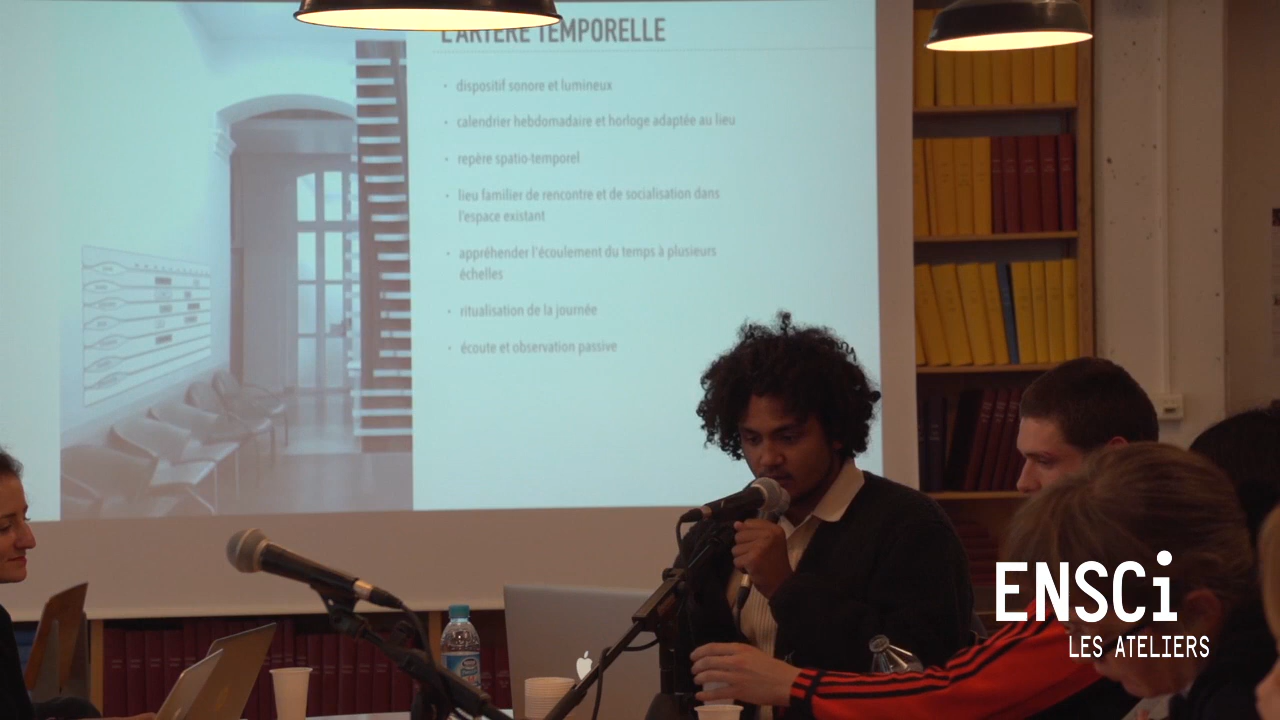 L'ARTÈRE TEMPORELLE
• dispositif sonore et lumineux
• calendrier hebdomadaire et horloge adaptée au lieu
• repère spatio-temporel
• lieu familier de rencontre et de socialisation dans
l'espace existant
• appréhender l'écoulement du temps à plusieurs
échelles
• ritualisation de la journée
• écoute et observation passive
ENSCi
LES ATELIERS